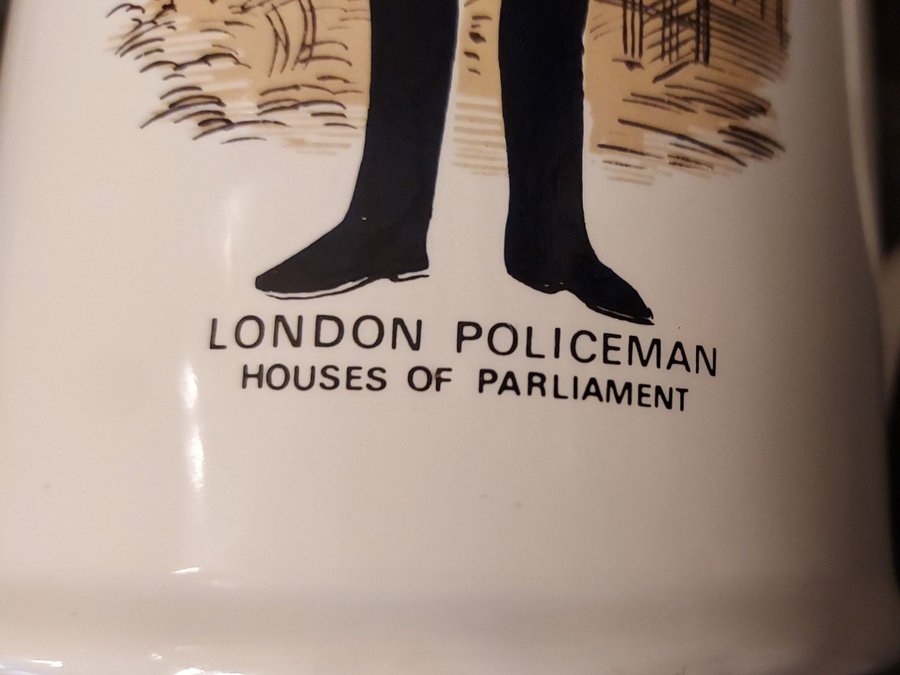 LONDON POLICEMAN
HOUSES OF PARLIAMENT